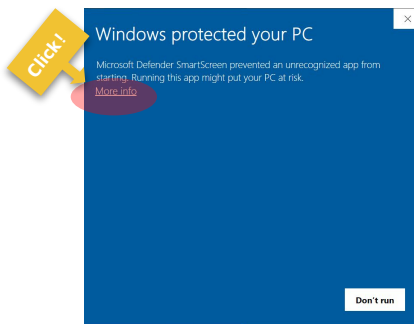 Click!
Windows protected your PC
Microsoft Defender SmartScreen prevented an unrecognized app from
starting. Running this app might put your PC at risk.
More info
Don't run